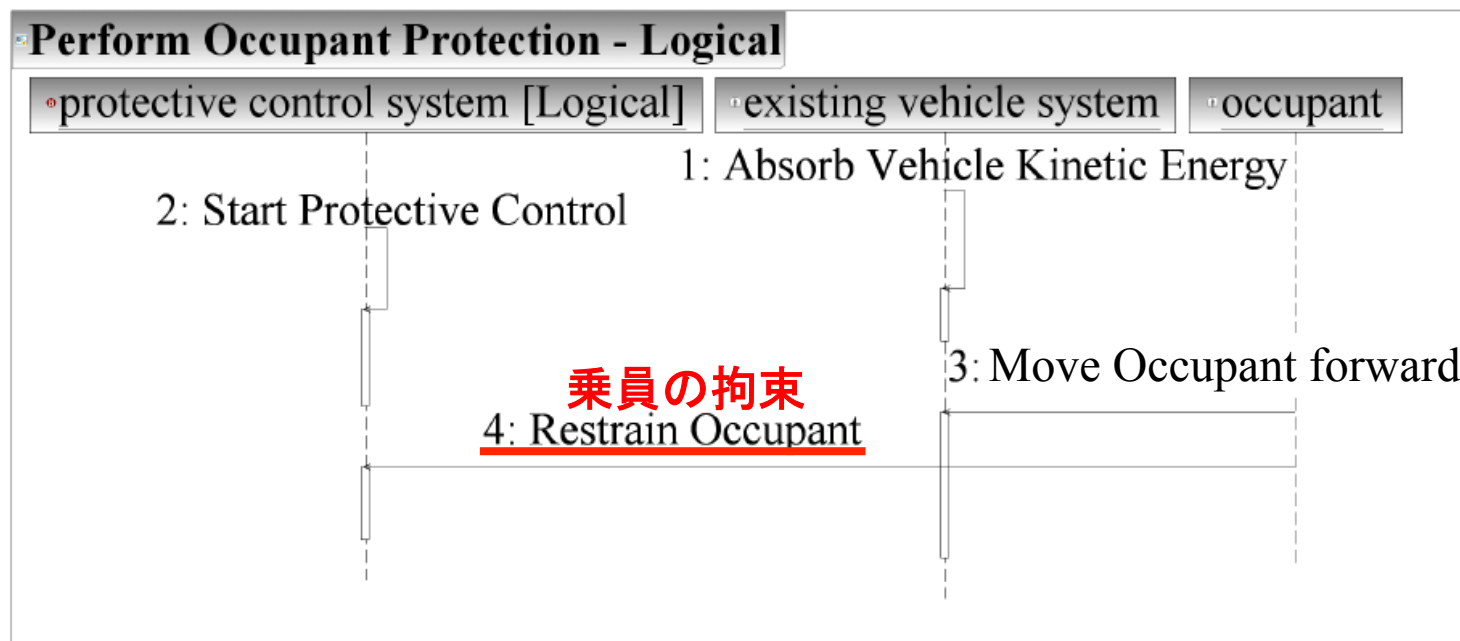 Perform Occupant Protection - Logical
protective control system [Logical]
existing vehicle system
occupant
1: Absorb Vehicle Kinetic Energy
2: Start Protective Control
3: Move Occupant forward
乗員の拘束
4: Restrain Occupant